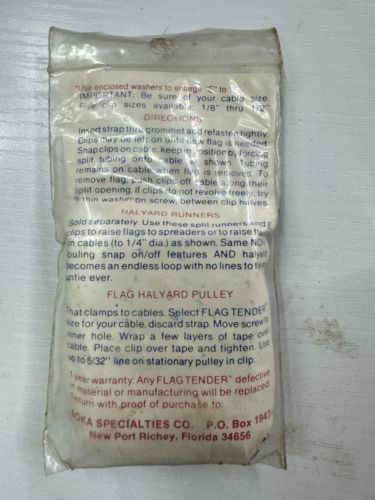 *Use enclosed washers to enlarge "E" to
IMPORTANT: Be sure of your cable size.
Five clip sizes available: 1/8" thru 1/2"
DIRECTIONS
Insert strap thru grommet and refasten tightly.
Clips may be left on until new flag is needed.
Snap clips on cable, keep in position by forcing
split tubing onto cable as shown. Tubing
remains on cable when flag is removed. To
remove flag, push clips off cable along their
split opening. If clips do not revolve freely, try
a thin washer on screw, between clip halves.
HALYARD RUNNERS
Sold separately. Use these split runners and F
clips to raise flags to spreaders or to raise fla
on cables (to 1/4" dia.) as shown. Same NO
fouling snap on/off features AND halyard
becomes an endless loop with no lines to
untie ever.
FLAG HALYARD PULLEY
That clamps to cables. Select FLAG TENDER
size for your cable, discard strap. Move screw to
inner hole. Wrap a few layers of tape over
cable. Place clip over tape and tighten. Use
up to 5/32" line on stationary pulley in clip.
1 year warranty: Any FLAGTENDER defective
in material or manufacturing will be replaced.
Return with proof of purchase to:
BOKA SPECIALTIES CO. P.O. Box 1947
New Port Richey, Florida 34656